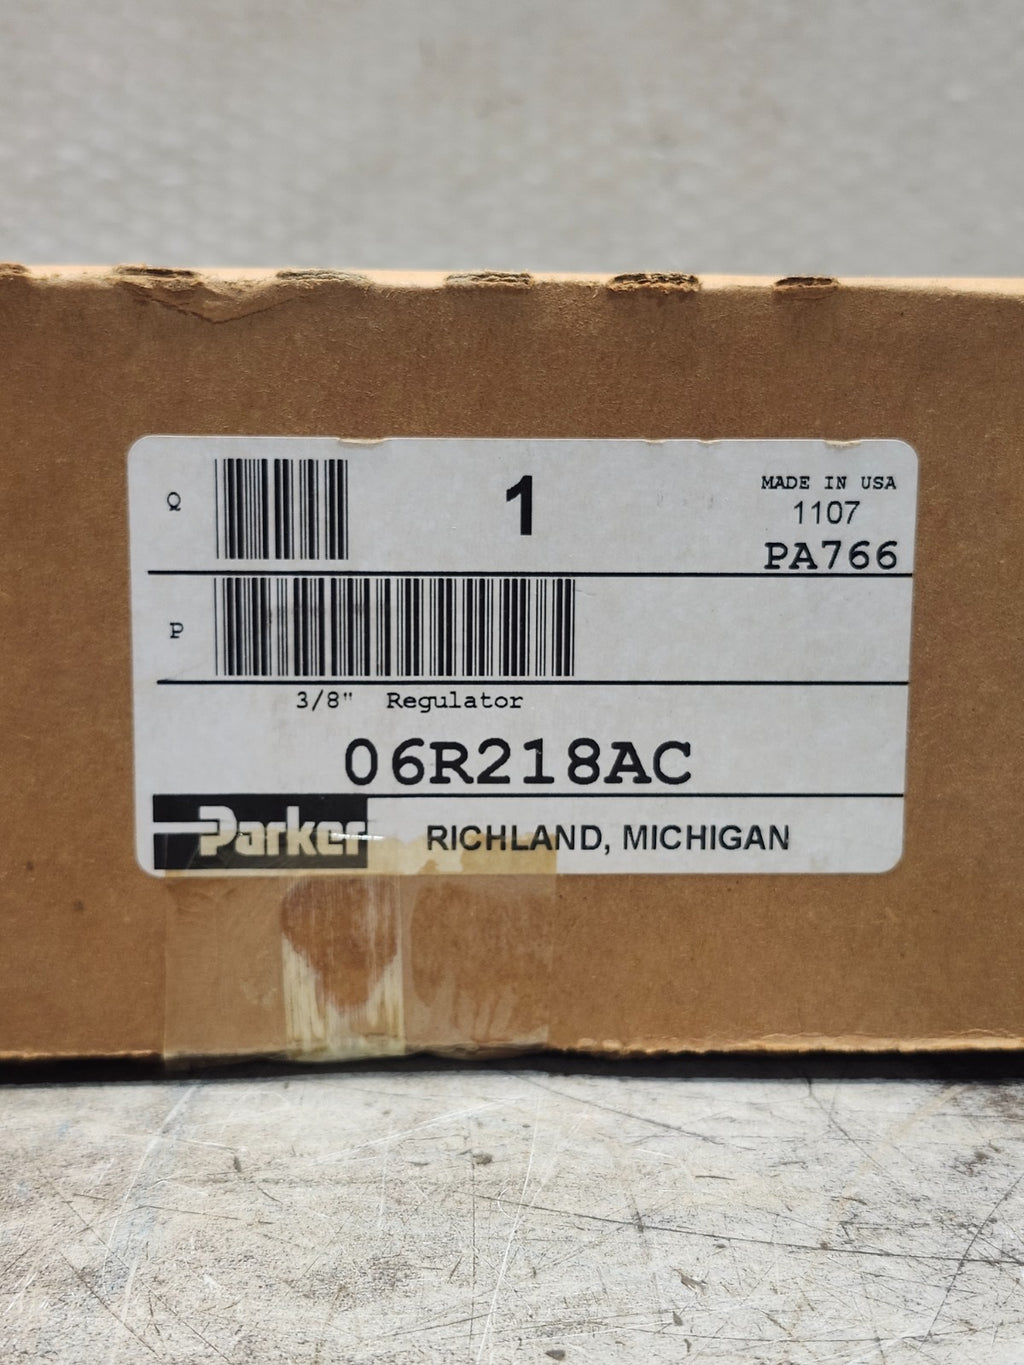 Q
1
MADE IN USA
1107
PA766
P
3/8" Regulator
06R218AC
Parker
RICHLAND, MICHIGAN